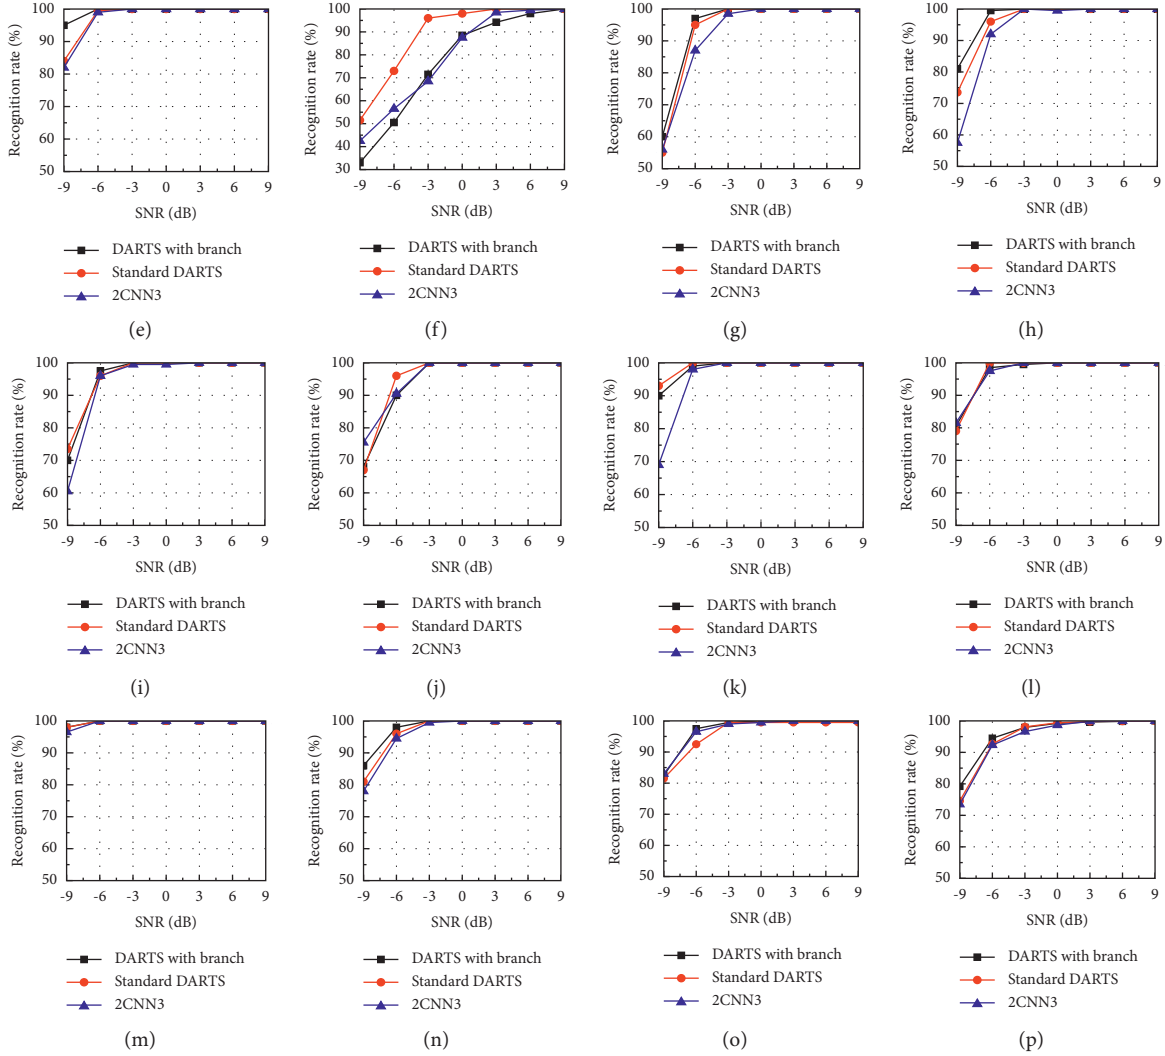 Recognition rate (%)
100
90
80
70
60
50
-9 -6 -3 0 3 6 9
SNR (dB)
DARTS with branch
Standard DARTS
2CNN3
(e)
Recognition rate (%)
100
90
80
70
60
50
40
30
-9 -6 -3 0 3 6 9
SNR (dB)
DARTS with branch
Standard DARTS
2CNN3
(f)
Recognition rate (%)
100
90
80
70
60
50
-9 -6 -3 0 3 6 9
SNR (dB)
DARTS with branch
Standard DARTS
2CNN3
(g)
Recognition rate (%)
100
90
80
70
60
50
-9 -6 -3 0 3 6 9
SNR (dB)
DARTS with branch
Standard DARTS
2CNN3
(h)
Recognition rate (%)
100
90
80
70
60
50
-9 -6 -3 0 3 6 9
SNR (dB)
DARTS with branch
Standard DARTS
2CNN3
(i)
Recognition rate (%)
100
90
80
70
60
50
-9 -6 -3 0 3 6 9
SNR (dB)
DARTS with branch
Standard DARTS
2CNN3
(j)
Recognition rate (%)
100
90
80
70
60
50
-9 -6 -3 0 3 6 9
SNR (dB)
DARTS with branch
Standard DARTS
2CNN3
(k)
Recognition rate (%)
100
90
80
70
60
50
-9 -6 -3 0 3 6 9
SNR (dB)
DARTS with branch
Standard DARTS
2CNN3
(l)
Recognition rate (%)
100
90
80
70
60
50
-9 -6 -3 0 3 6 9
SNR (dB)
DARTS with branch
Standard DARTS
2CNN3
(m)
Recognition rate (%)
100
90
80
70
60
50
-9 -6 -3 0 3 6 9
SNR (dB)
DARTS with branch
Standard DARTS
2CNN3
(n)
Recognition rate (%)
100
90
80
70
60
50
-9 -6 -3 0 3 6 9
SNR (dB)
DARTS with branch
Standard DARTS
2CNN3
(o)
Recognition rate (%)
100
90
80
70
60
50
-9 -6 -3 0 3 6 9
SNR (dB)
DARTS with branch
Standard DARTS
2CNN3
(p)